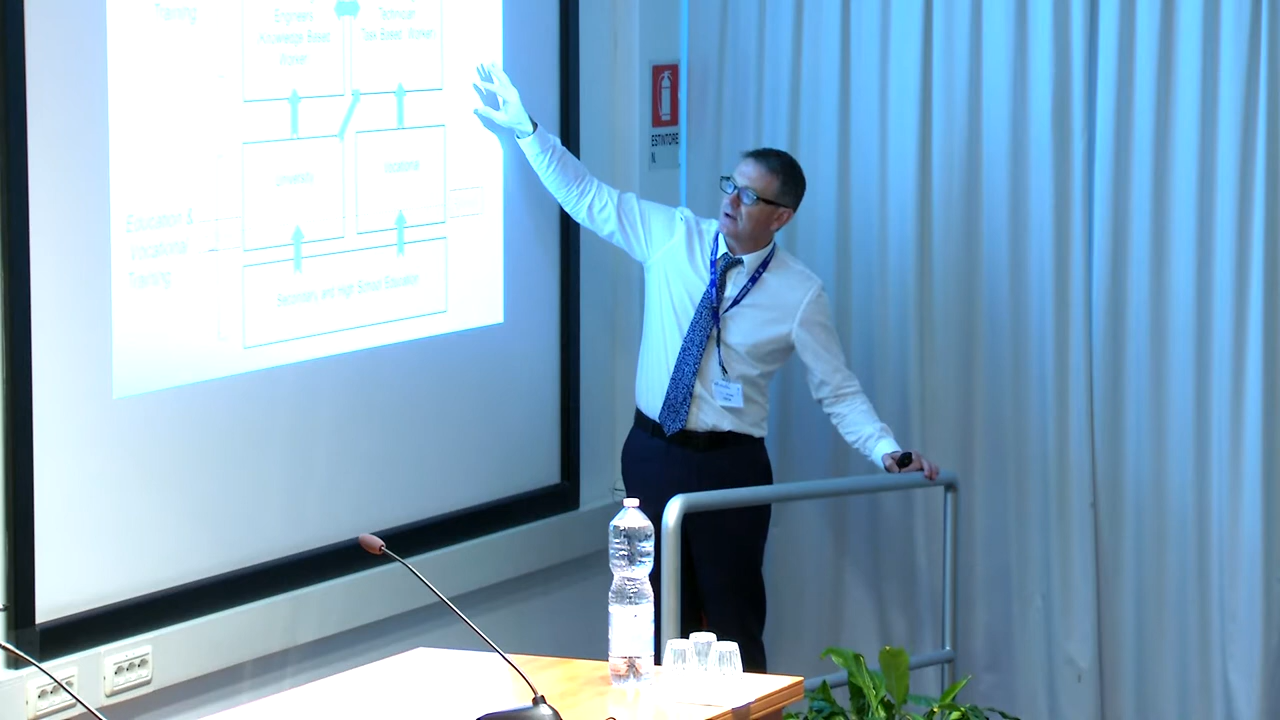 Training
Engineers
Knowledge Based
Worker
Technician
Task Based Worker
University
Vocational
Education &
Vocational
Training
Secondary and High School Education
ESTINTORE
N.